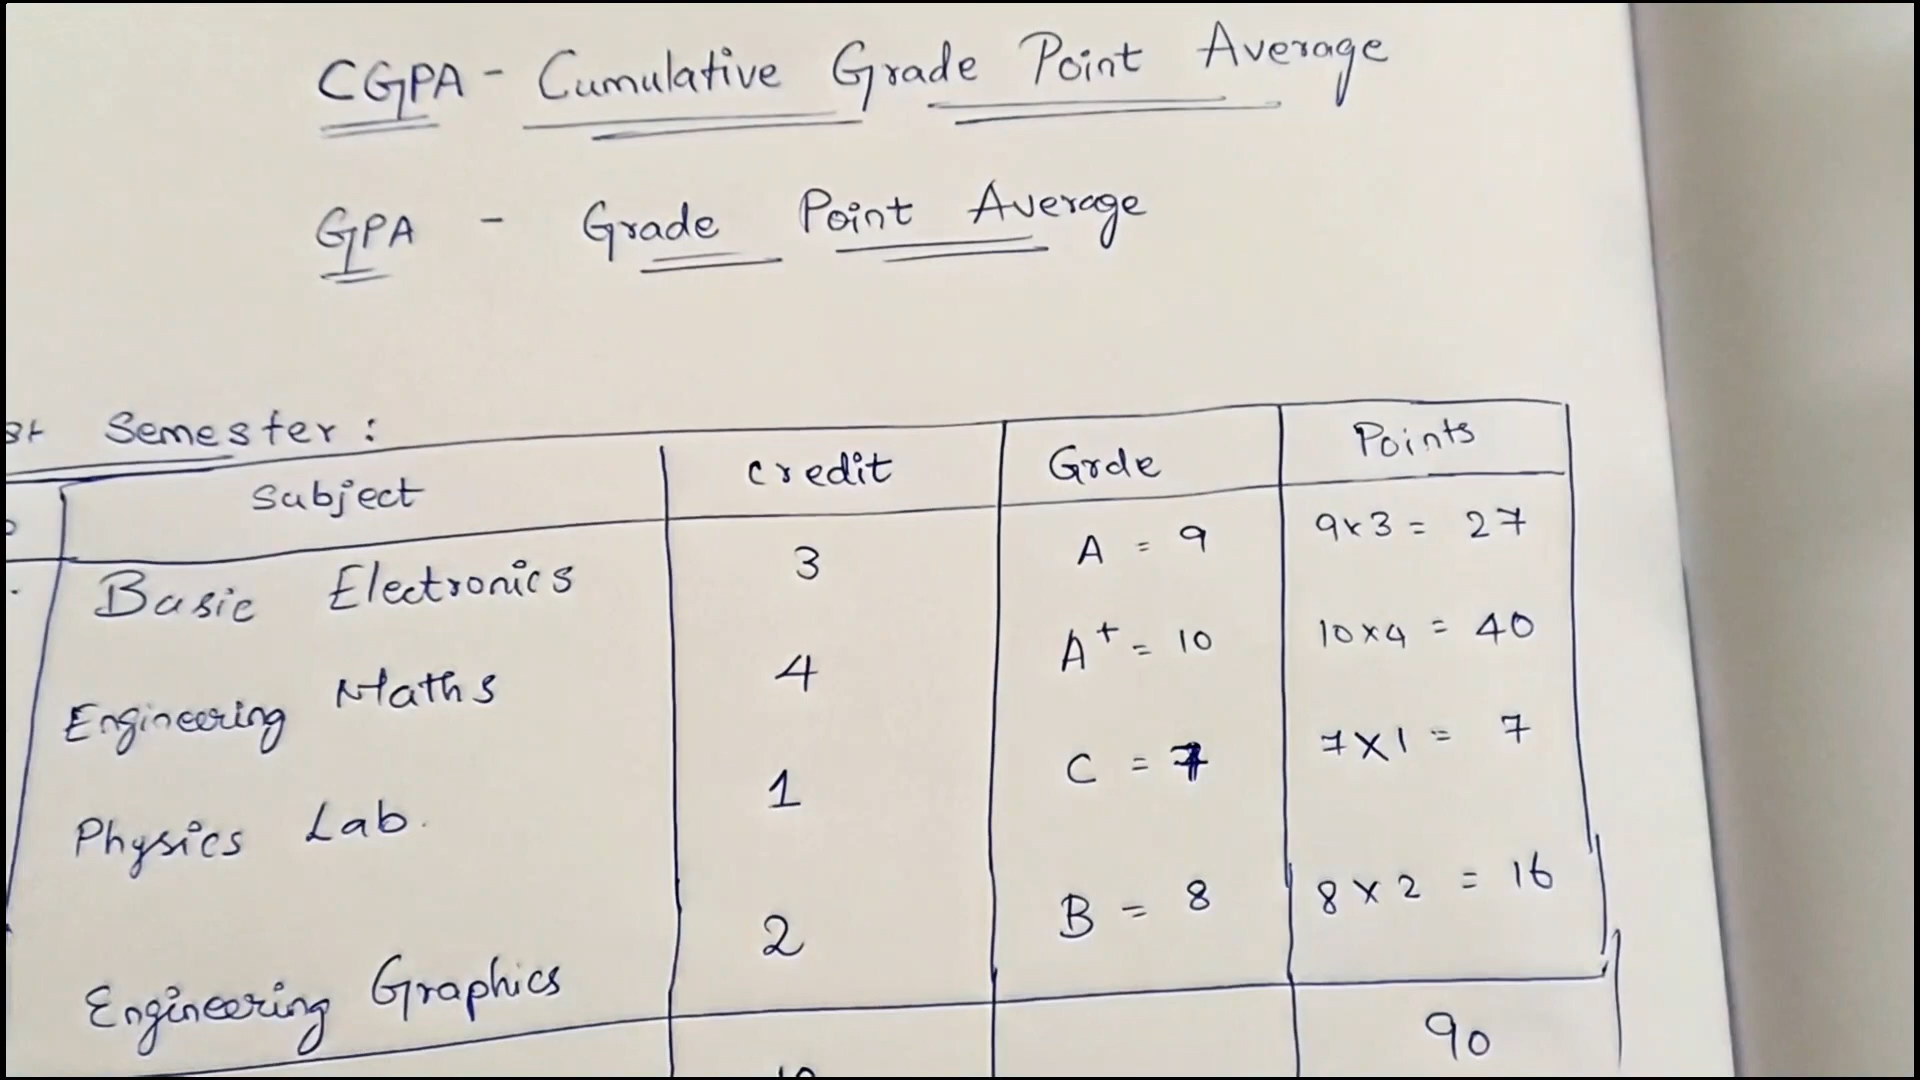 CGPA - Cumulative Grade Point Average
GPA - Grade Point Average
Semester :
Subject credit Grde Points
Basic Electronics 3 A = 9 9x3 = 27
Engineering Maths 4 A+ = 10 10x4 = 40
Physics Lab. 1 C = 7 7x1 = 7
Engineering Graphics 2 B = 8 8x2 = 16
90